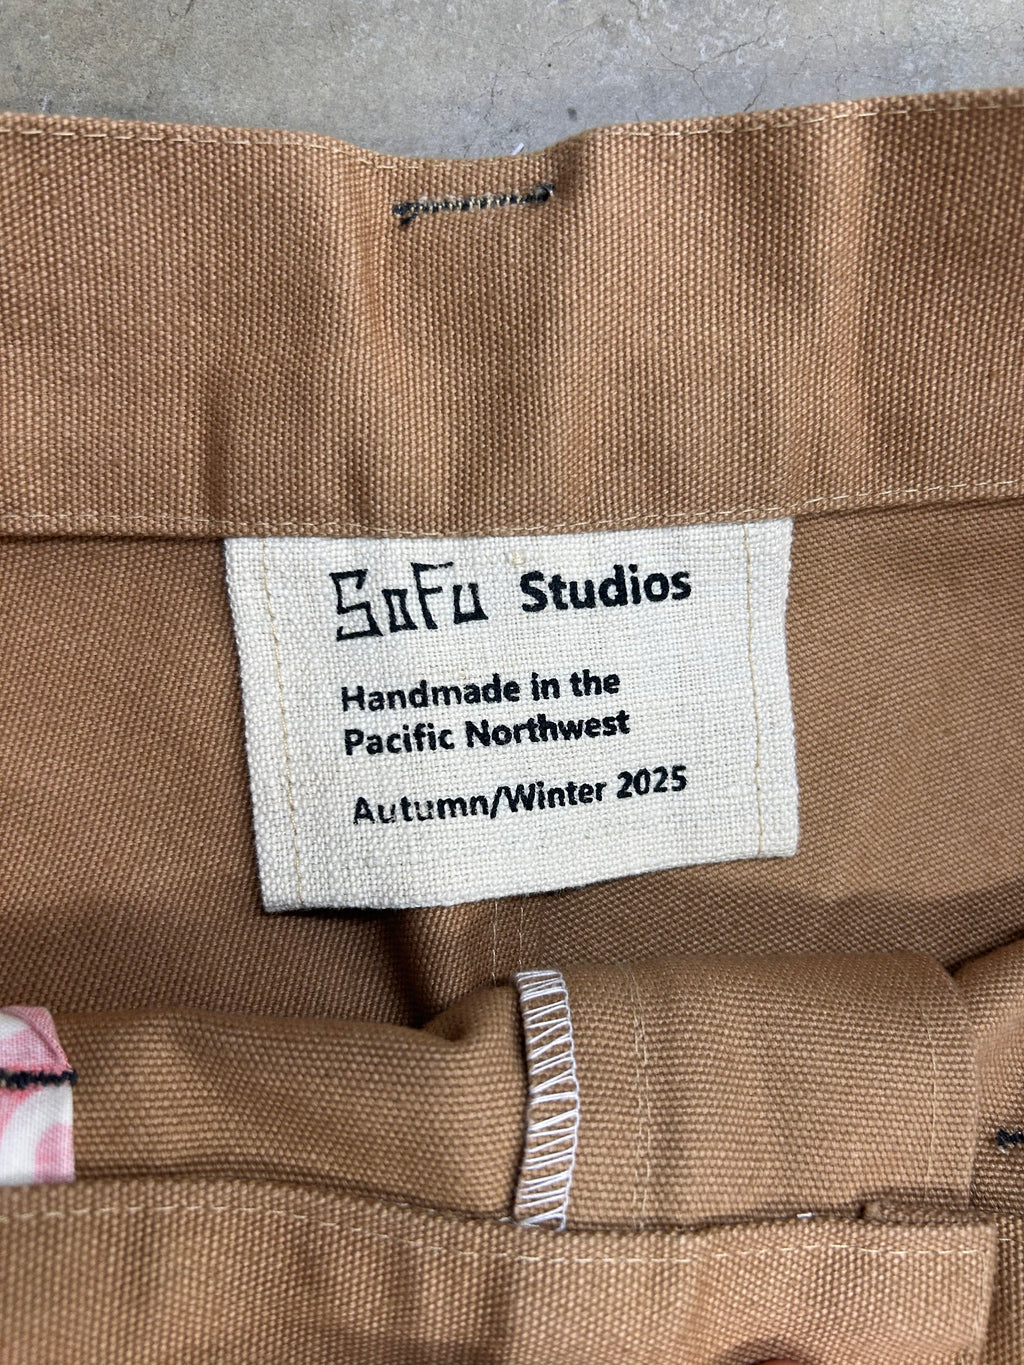 SoFu Studios
Handmade in the
Pacific Northwest
Autumn/Winter 2025